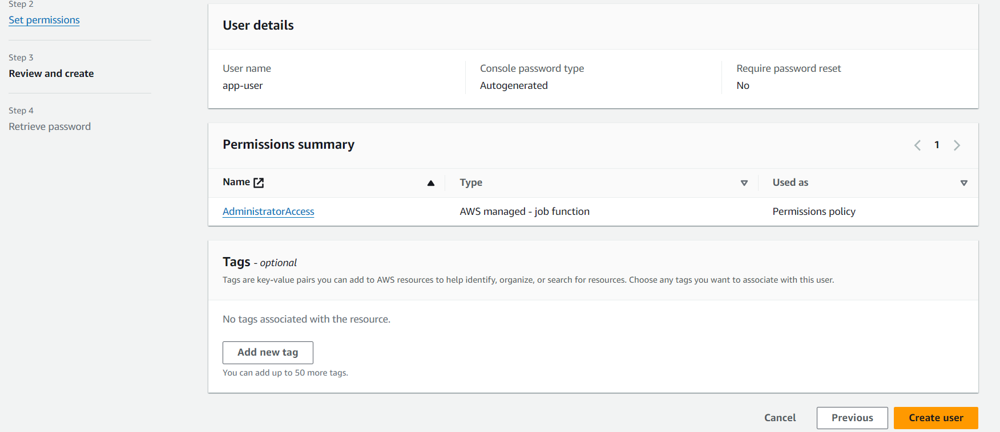 Step 2
Set permissions
Step 3
Review and create
Step 4
Retrieve password
User details
User name
app-user
Console password type
Autogenerated
Require password reset
No
Permissions summary
1
Name Type Used as
AdministratorAccess AWS managed - job function Permissions policy
Tags - optional
Tags are key-value pairs you can add to AWS resources to help identify, organize, or search for resources. Choose any tags you want to associate with this user.
No tags associated with the resource.
Add new tag
You can add up to 50 more tags.
Cancel Previous Create user